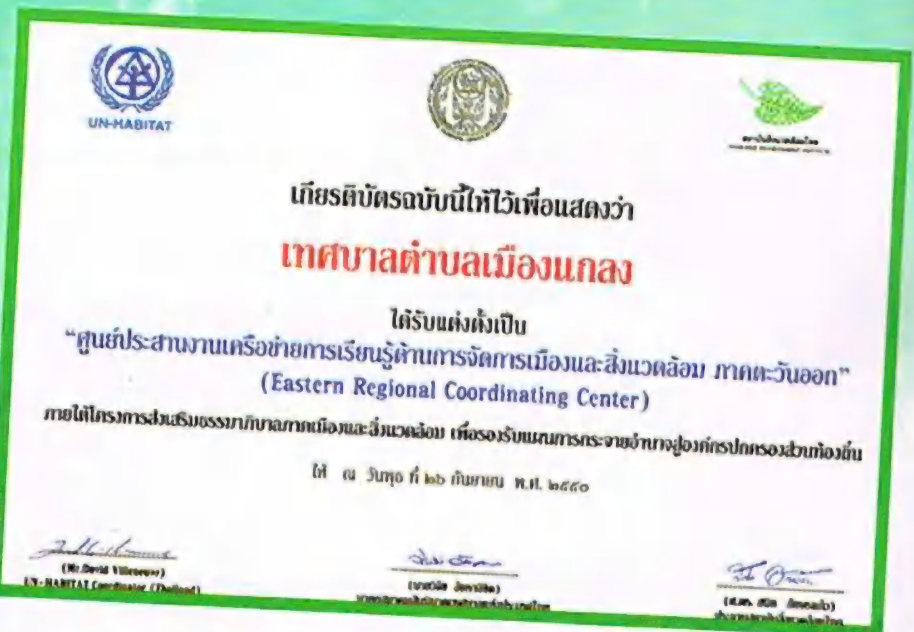 UN-HABITAT
เกียรติบัตรฉบับนี้ให้ไว้เพื่อแสดงว่า
เทศบาลตำบลเมืองแกลง
ได้รับแต่งตั้งเป็น
“ศูนย์ประสานงานเครือข่ายการเรียนรู้ด้านการจัดการเมืองและสิ่งแวดล้อม ภาคตะวันออก”
(Eastern Regional Coordinating Center)
ภายใต้โครงการส่งเสริมธรรมาภิบาลภาคเมืองและสิ่งแวดล้อม เพื่อรองรับแผนการกระจายอำนาจสู่องค์กรปกครองส่วนท้องถิ่น
ให้ ณ วันพุธ ที่ ๒๖ กันยายน พ.ศ. ๒๕๕๐
(Mr.David Villeneuve)
UN-HABITAT Coordinator (Thailand)